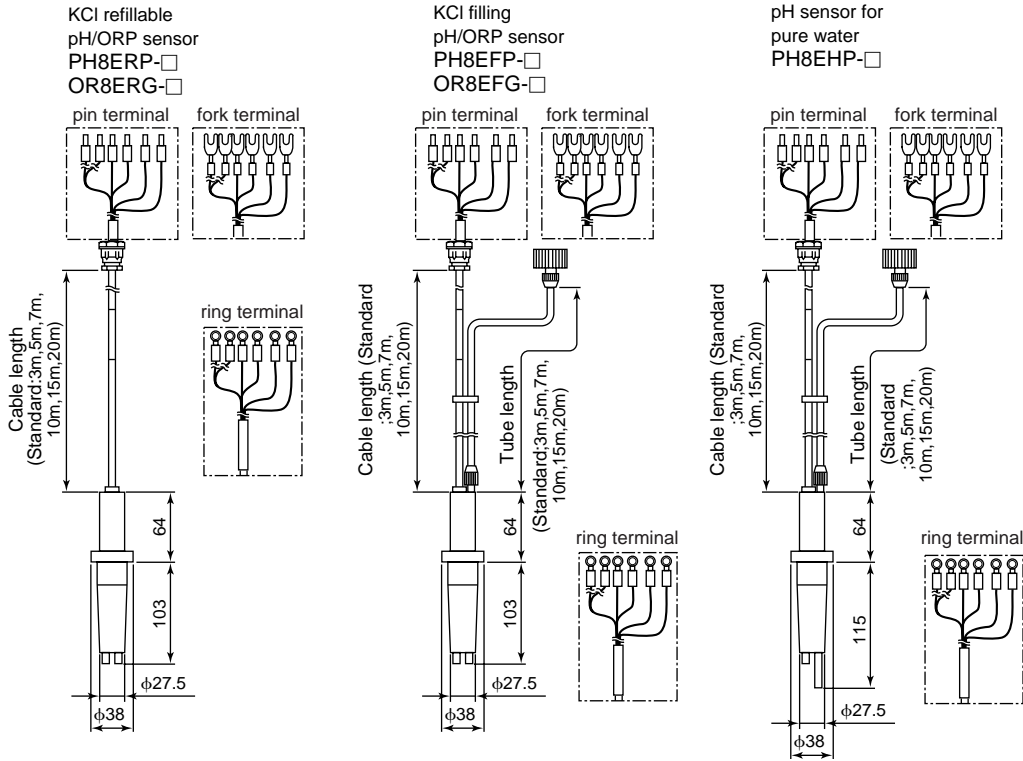 KCl refillable
pH/ORP sensor
PH8ERP-□
OR8ERG-□
pin terminal
fork terminal
ring terminal
Cable length
(Standard:3m,5m,7m,
10m,15m,20m)
64
103
ϕ27.5
ϕ38
KCl filling
pH/ORP sensor
PH8EFP-□
OR8EFG-□
pin terminal
fork terminal
Cable length (Standard
;3m,5m,7m,
10m,15m,20m)
Tube length
(Standard;3m,5m,7m,
10m,15m,20m)
64
ring terminal
103
ϕ27.5
ϕ38
pH sensor for
pure water
PH8EHP-□
pin terminal
fork terminal
Cable length (Standard
;3m,5m,7m,
10m,15m,20m)
Tube length
(Standard
;3m,5m,7m,
10m,15m,20m)
64
ring terminal
115
ϕ27.5
ϕ38